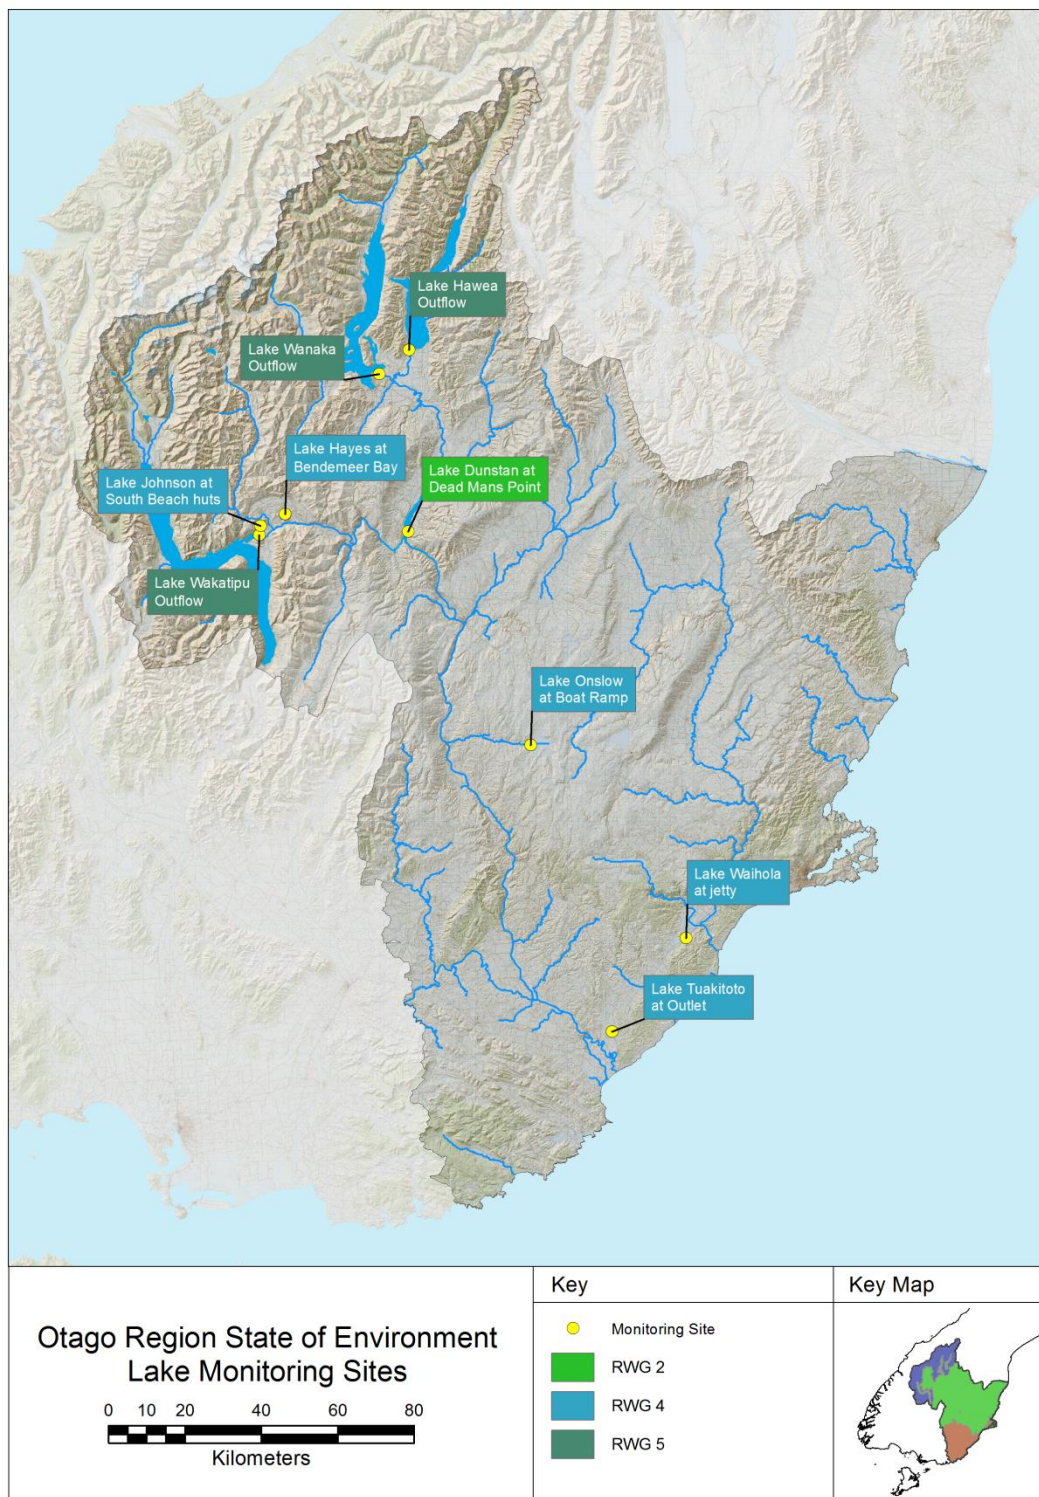 Lake Hawea
Outflow
Lake Wanaka
Outflow
Lake Hayes at
Bendemeer Bay
Lake Dunstan at
Dead Mans Point
Lake Johnson at
South Beach huts
Lake Wakatipu
Outflow
Lake Onslow
at Boat Ramp
Lake Waihola
at jetty
Lake Tuakitoto
at Outlet
Otago Region State of Environment
Lake Monitoring Sites
0 10 20 40 60 80
Kilometers
Key
Monitoring Site
RWG 2
RWG 4
RWG 5
Key Map